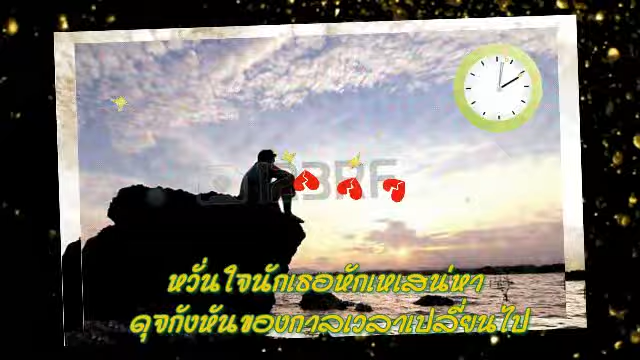 123RF
หวั่นใจนักเธอหักเหเสน่หา
ดุจกังหันของกาลเวลาเปลี่ยนไป